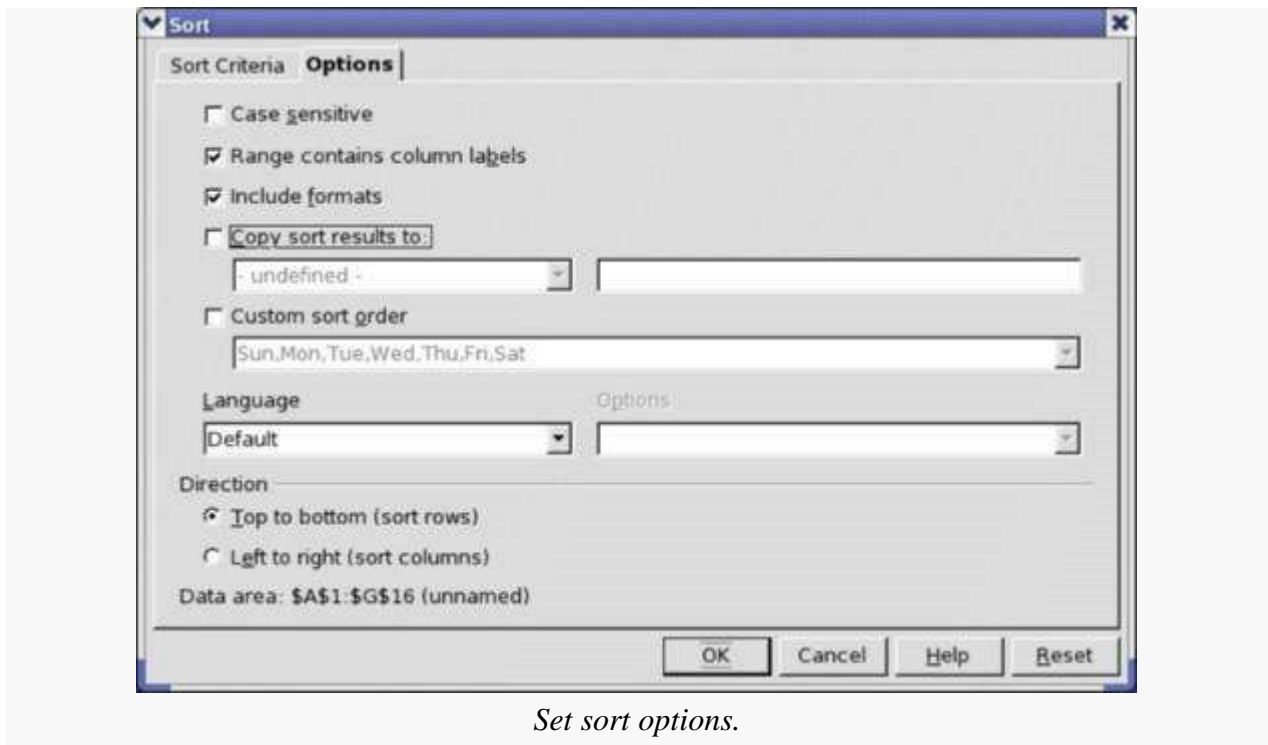 Sort
Sort Criteria Options
Case sensitive
Range contains column labels
Include formats
Copy sort results to:
- undefined -
Custom sort order
Sun,Mon,Tue,Wed,Thu,Fri,Sat
Language Options
Default
Direction
Top to bottom (sort rows)
Left to right (sort columns)
Data area: $A$1:$G$16 (unnamed)
OK Cancel Help Reset
Set sort options.